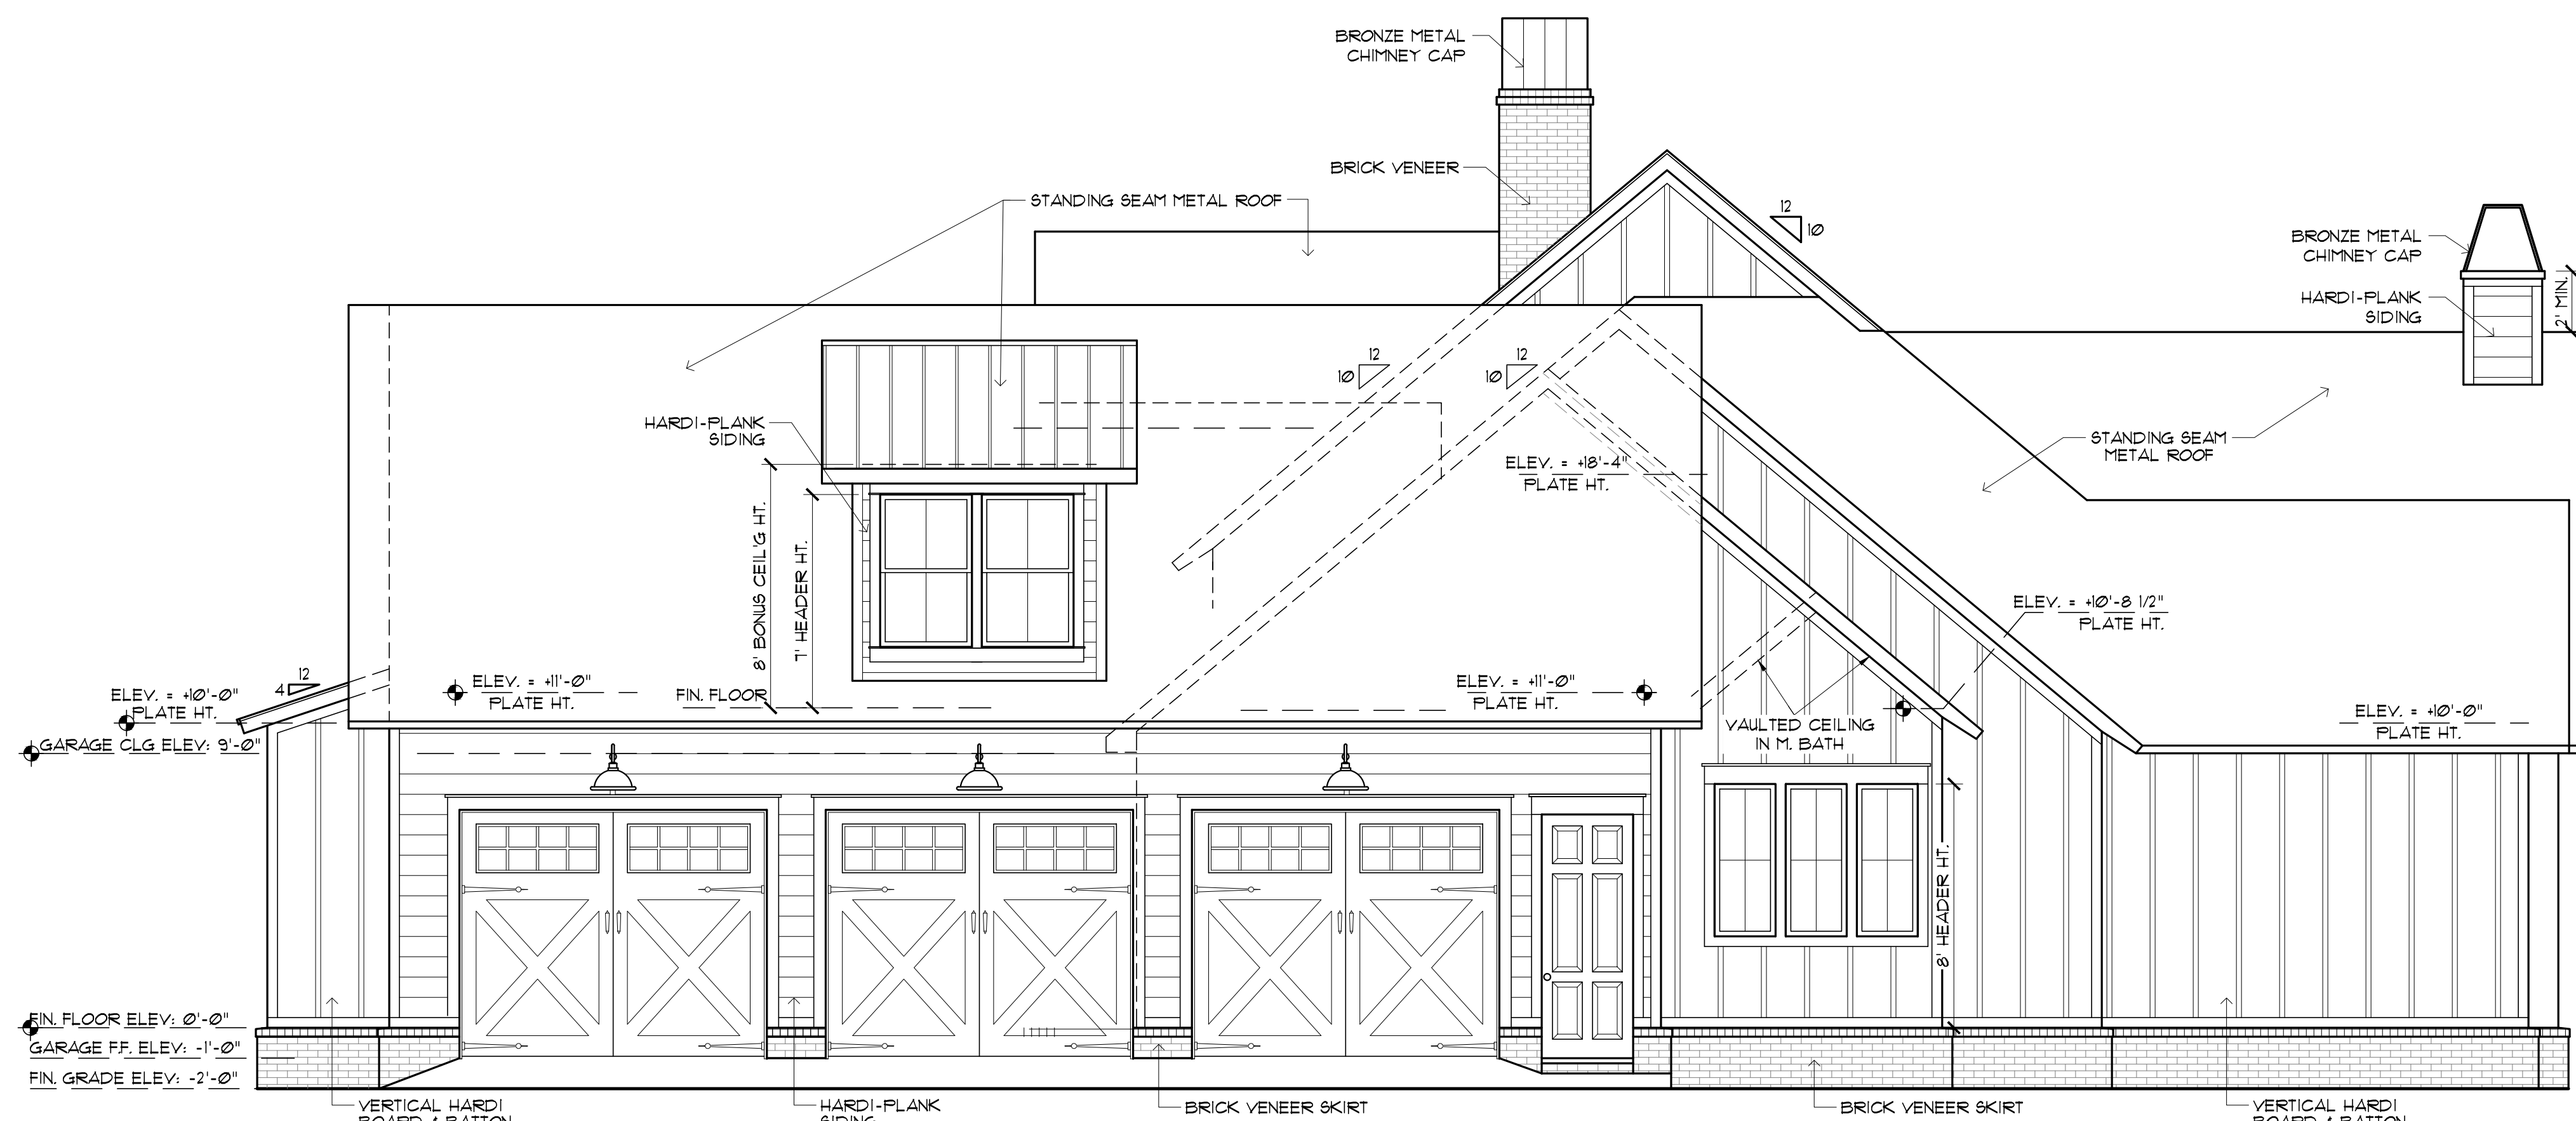 BRONZE METAL
CHIMNEY CAP
BRICK VENEER
STANDING SEAM METAL ROOF
12
10
BRONZE METAL
CHIMNEY CAP
HARDI-PLANK
SIDING
2' MIN.
12
10
12
10
HARDI-PLANK
SIDING
STANDING SEAM
METAL ROOF
ELEV. = +18'-4"
PLATE HT.
8' BONUS CEIL'G HT.
7' HEADER HT.
ELEV. = +10'-8 1/2"
PLATE HT.
12
4
ELEV. = +10'-0"
PLATE HT.
ELEV. = +11'-0"
PLATE HT.
FIN. FLOOR
ELEV. = +11'-0"
PLATE HT.
VAULTED CEILING
IN M. BATH
ELEV. = +10'-0"
PLATE HT.
GARAGE CLG ELEV: 9'-0"
8' HEADER HT.
FIN. FLOOR ELEV: 0'-0"
GARAGE F.F. ELEV: -1'-0"
FIN. GRADE ELEV: -2'-0"
VERTICAL HARDI
BOARD & BATTON
HARDI-PLANK
SIDING
BRICK VENEER SKIRT
BRICK VENEER SKIRT
VERTICAL HARDI
BOARD & BATTON